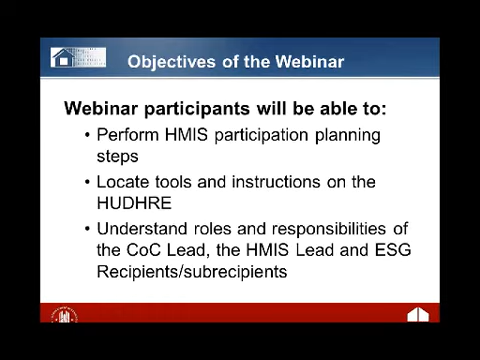 Objectives of the Webinar
Webinar participants will be able to:
• Perform HMIS participation planning
steps
• Locate tools and instructions on the
HUDHRE
• Understand roles and responsibilities of
the CoC Lead, the HMIS Lead and ESG
Recipients/subrecipients